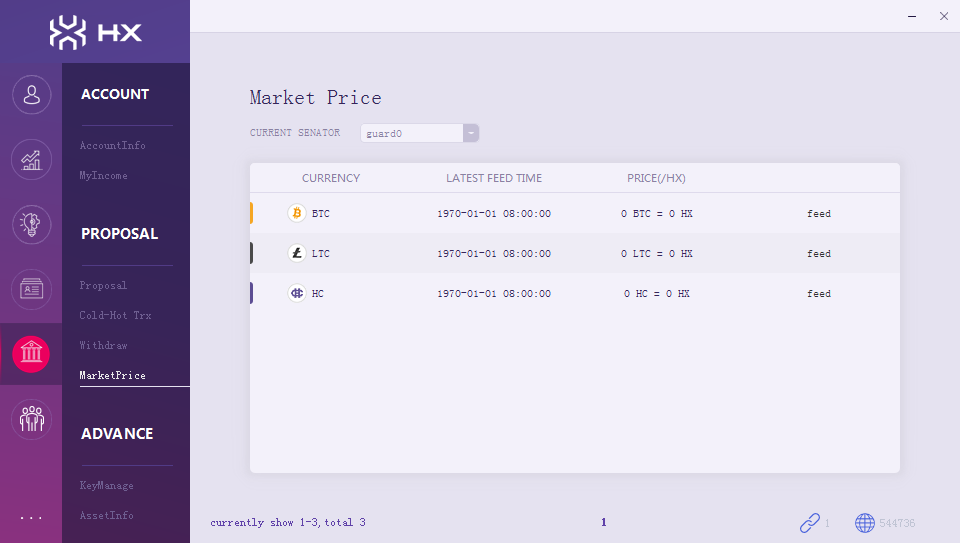 HX
ACCOUNT
AccountInfo
MyIncome
PROPOSAL
Proposal
Cold-Hot Trx
Withdraw
MarketPrice
ADVANCE
KeyManage
AssetInfo
...
Market Price
CURRENT SENATOR guard0
CURRENCY LATEST FEED TIME PRICE(/HX)
BTC 1970-01-01 08:00:00 0 BTC = 0 HX feed
LTC 1970-01-01 08:00:00 0 LTC = 0 HX feed
HC 1970-01-01 08:00:00 0 HC = 0 HX feed
currently show 1-3,total 3 1 1 544736